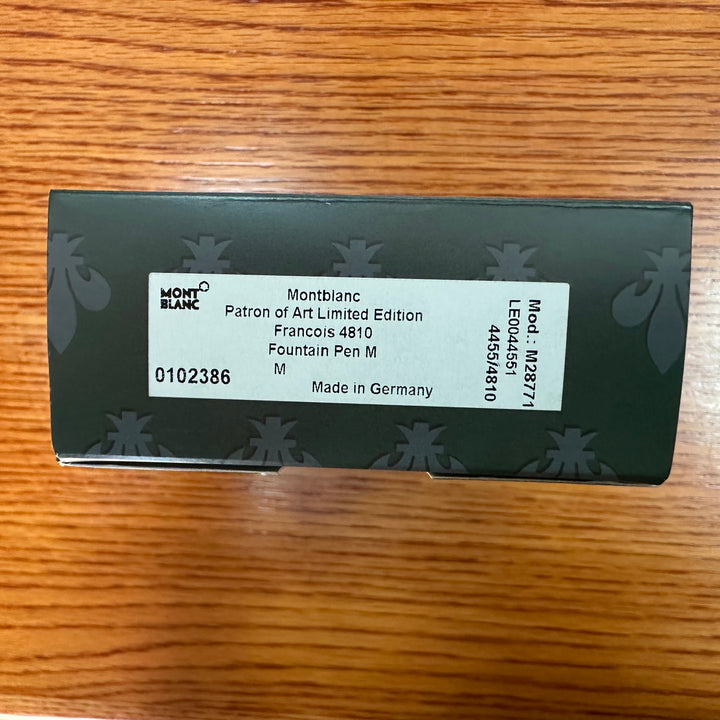 MONT
BLANC
Montblanc
Patron of Art Limited Edition
Francois 4810
Fountain Pen M
M
0102386
Made in Germany
Mod.: M28771
LE0044551
4455/4810